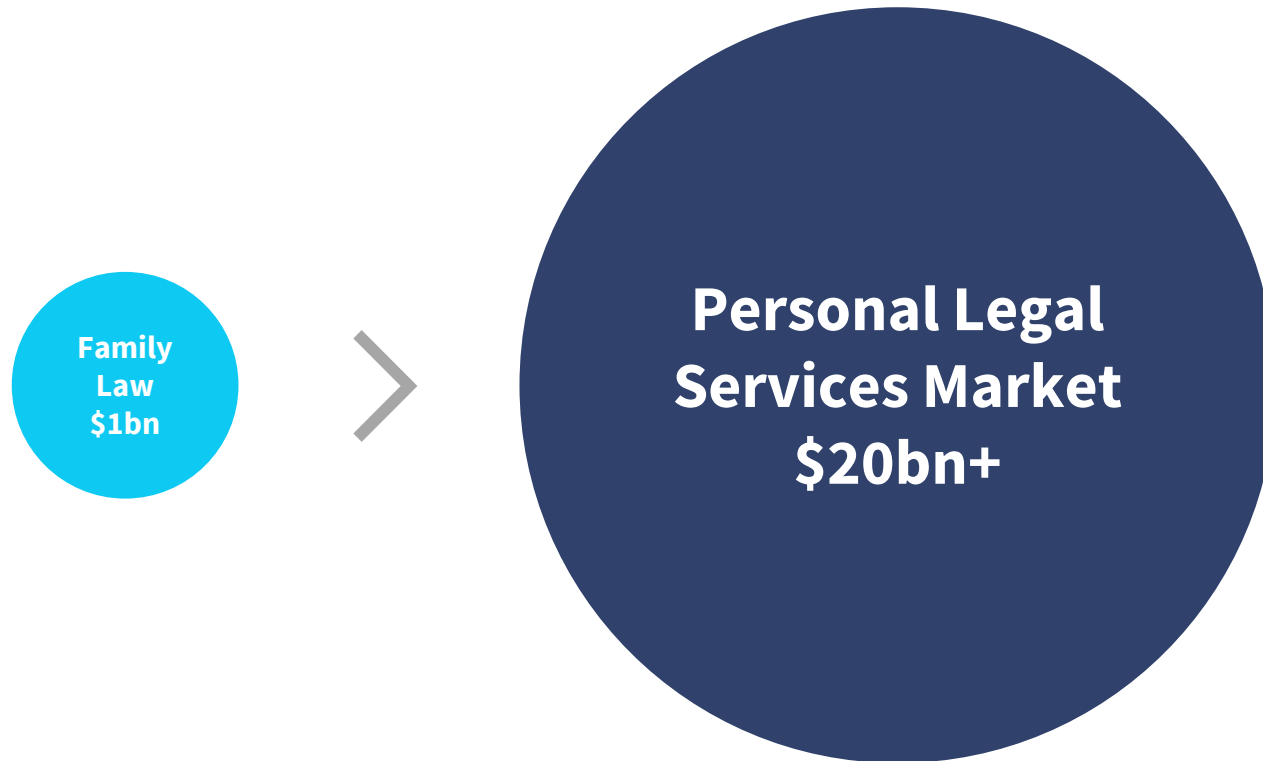 Family
Law
$1bn
Personal Legal
Services Market
$20bn+